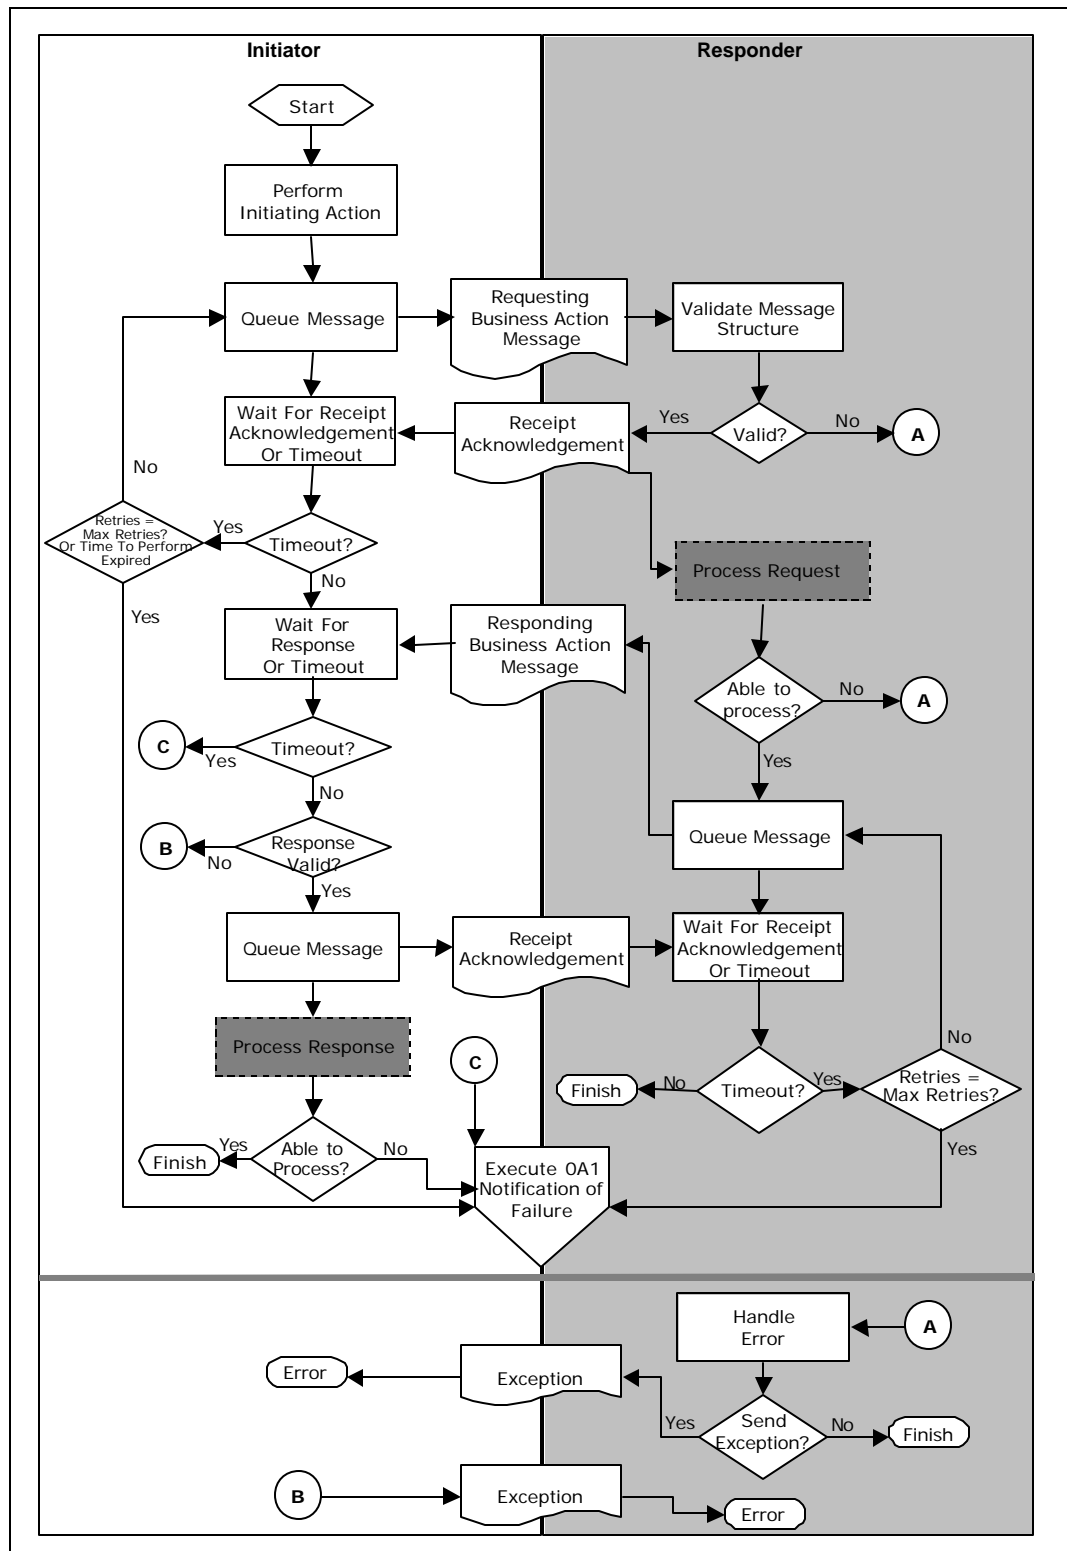 Initiator
Responder
Start
Perform
Initiating Action
Queue Message
Requesting
Business Action
Message
Validate Message
Structure
Wait For Receipt
Acknowledgement
Or Timeout
Receipt
Acknowledgement
Yes
Valid?
No
A
No
Retries =
Max Retries?
Or Time To Perform
Expired
Yes
Timeout?
No
Yes
Process Request
Wait For
Response
Or Timeout
Responding
Business Action
Message
Able to
process?
No
A
Yes
C
Yes
Timeout?
No
Queue Message
B
No
Response
Valid?
Yes
Queue Message
Receipt
Acknowledgement
Wait For Receipt
Acknowledgement
Or Timeout
Process Response
C
No
Finish
No
Timeout?
Yes
Retries =
Max Retries?
Yes
Finish
Yes
Able to
Process?
No
Execute 0A1
Notification of
Failure
Handle
Error
A
Error
Exception
Yes
Send
Exception?
No
Finish
B
Exception
Error